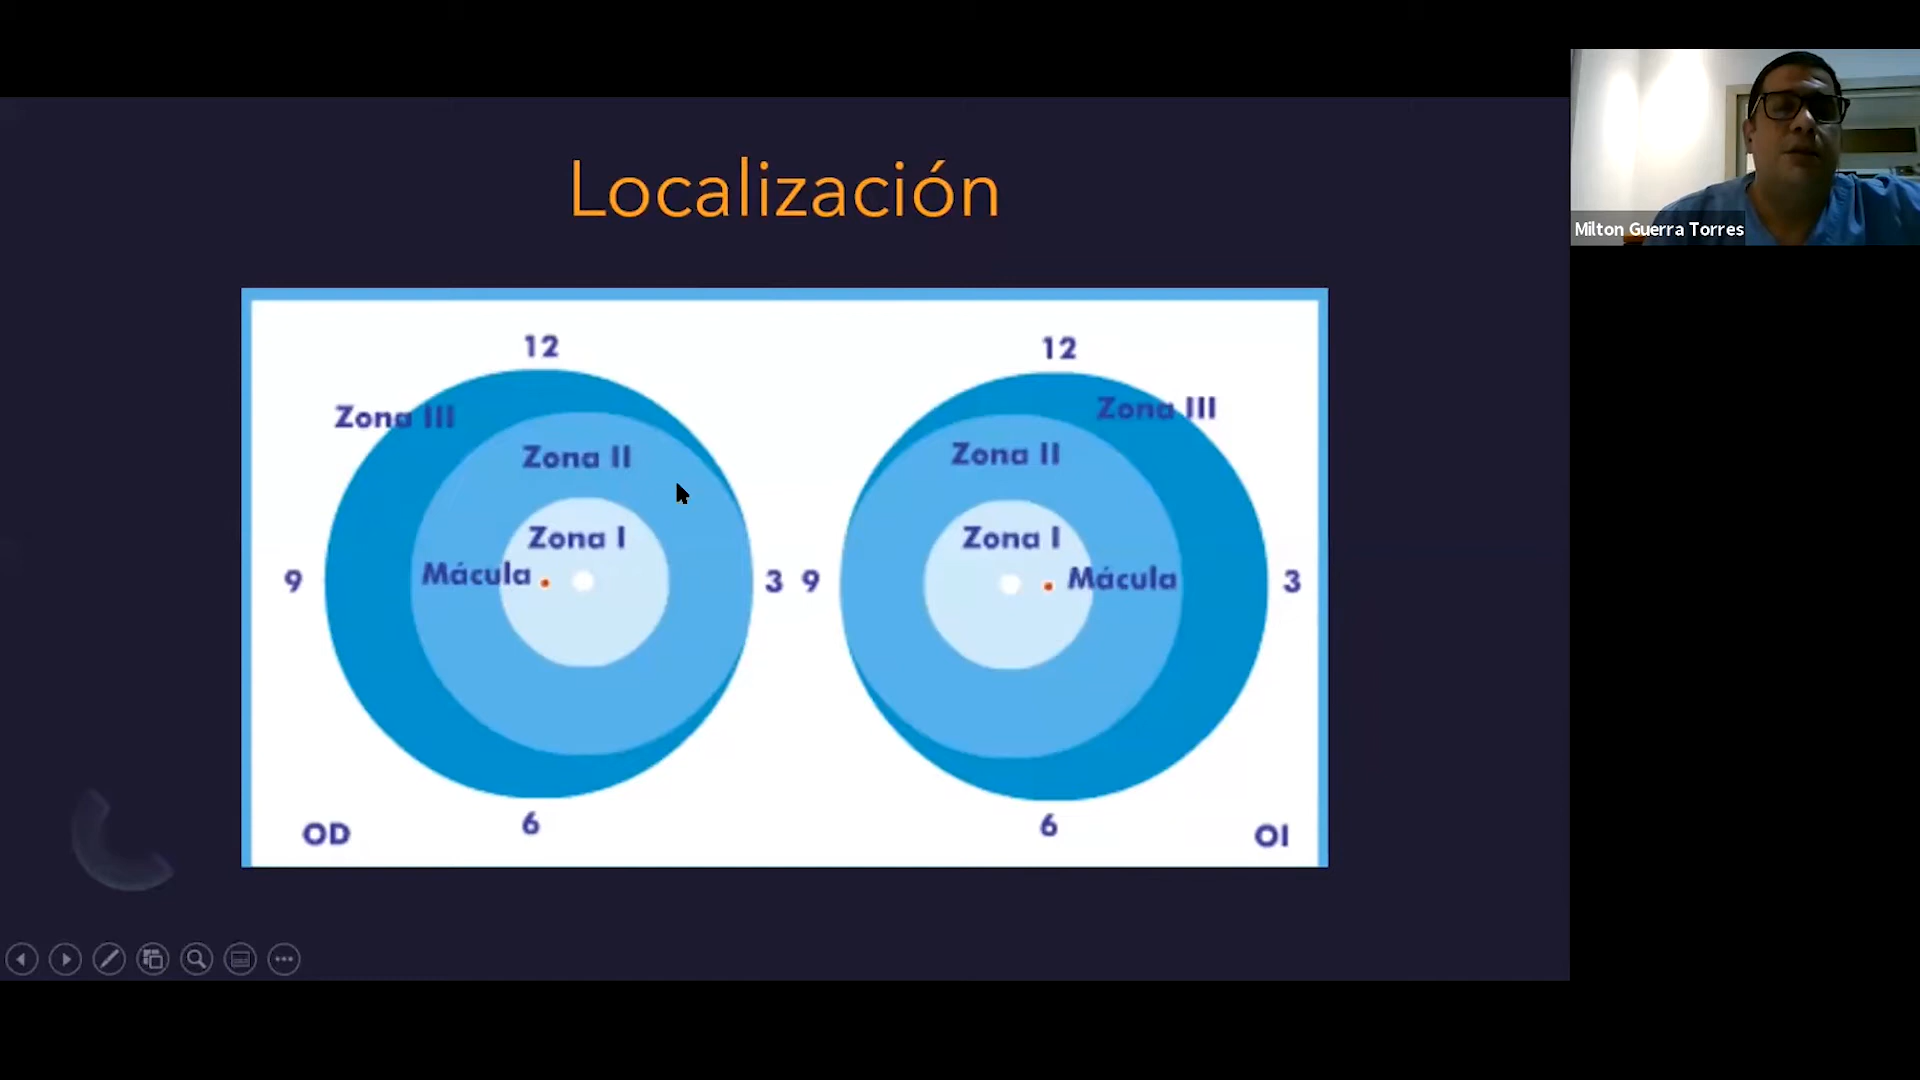 Localización
12
Zona III
Zona II
Zona I
Mácula
9
3
6
OD
12
Zona III
Zona II
Zona I
Mácula
9
3
6
OI
Milton Guerra Torres